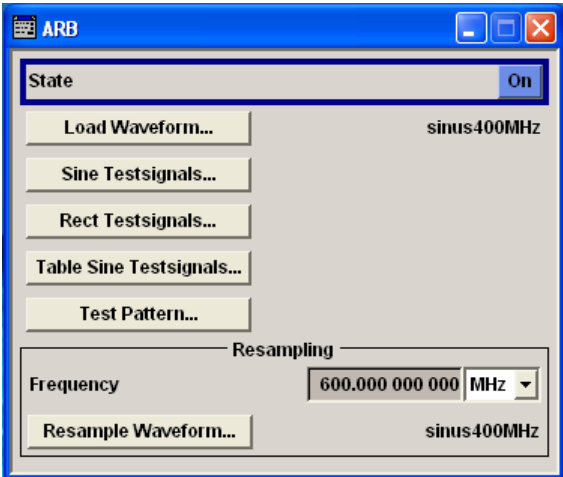 ARB
State On
Load Waveform... sinus400MHz
Sine Testsignals...
Rect Testsignals...
Table Sine Testsignals...
Test Pattern...
Resampling
Frequency 600.000 000 000 MHz
Resample Waveform... sinus400MHz